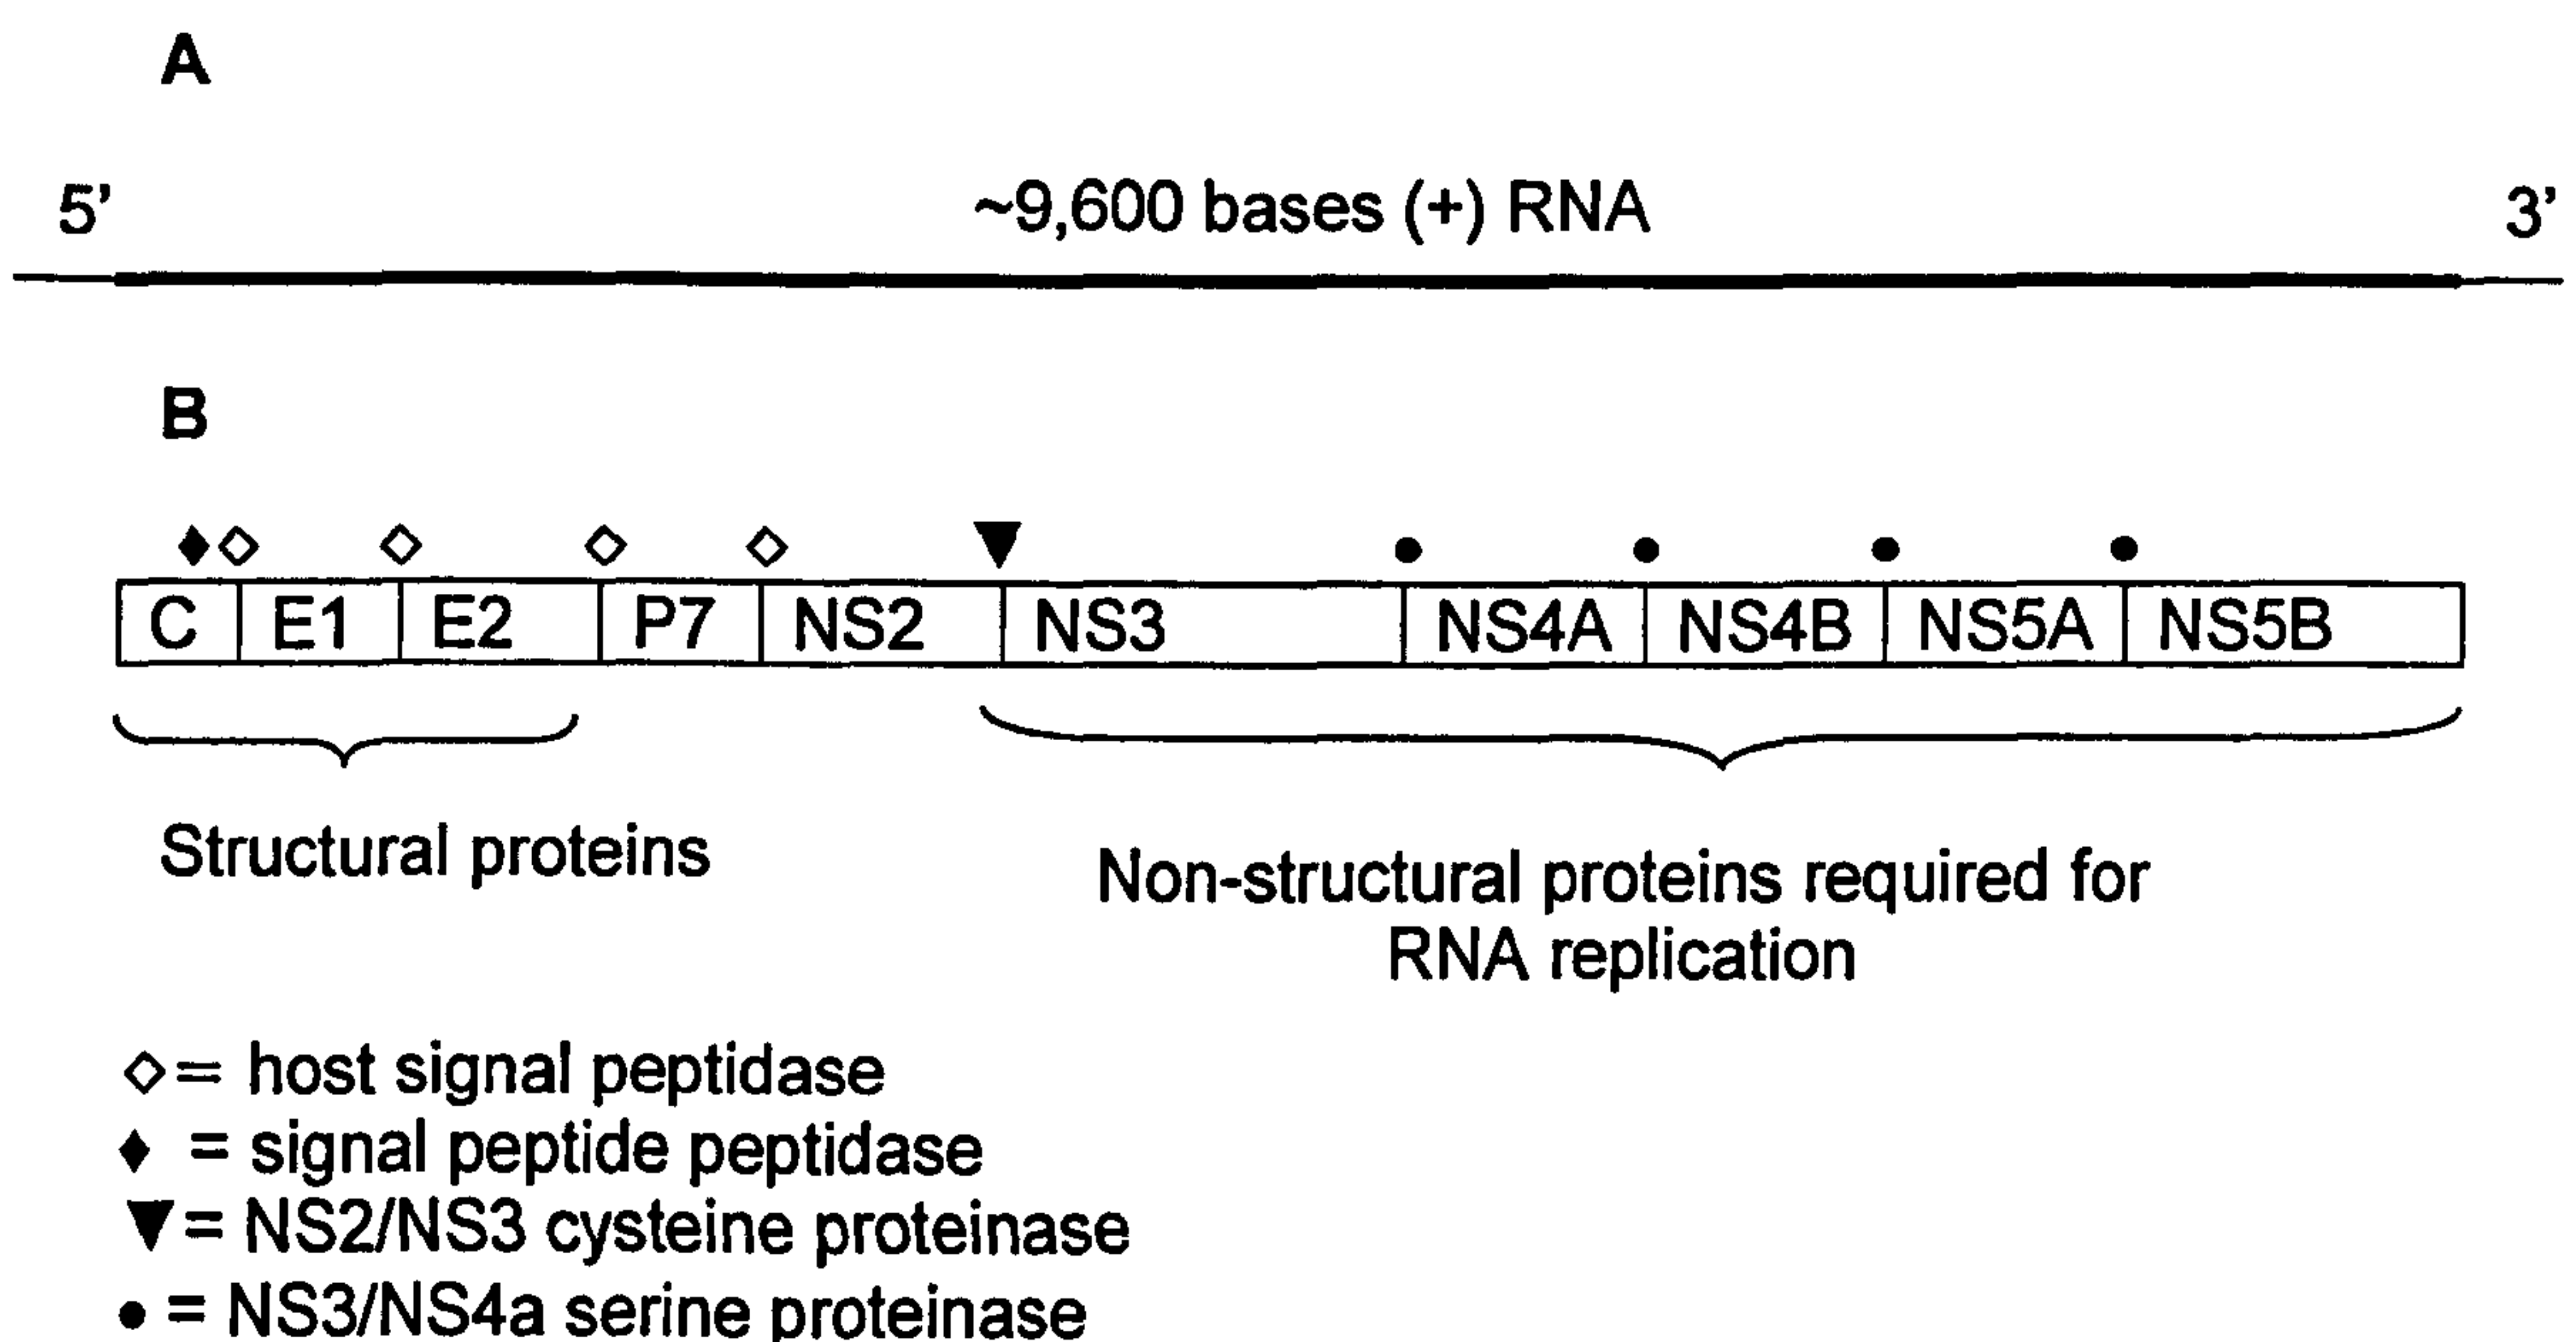 A
5’ ~9,600 bases (+) RNA 3’
B
C E1 E2 P7 NS2 NS3 NS4A NS4B NS5A NS5B
Structural proteins
Non-structural proteins required for
RNA replication
◇= host signal peptidase
♦ = signal peptide peptidase
▼= NS2/NS3 cysteine proteinase
● = NS3/NS4a serine proteinase